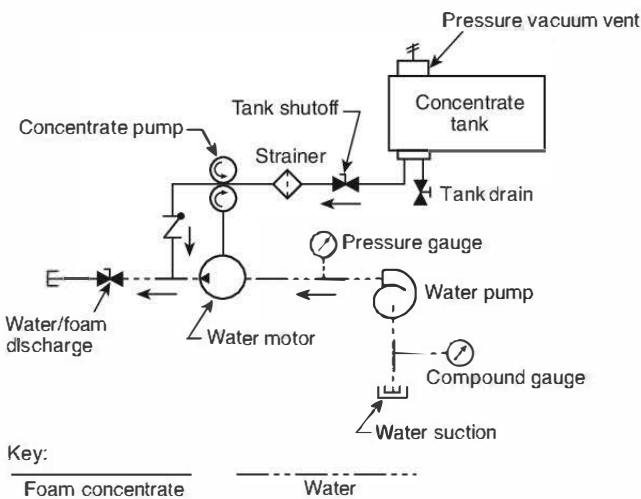 Pressure vacuum vent
Tank shutoff
Concentrate
tank
Concentrate pump
Strainer
Tank drain
Pressure gauge
Water pump
Water/foam
discharge
Water motor
Compound gauge
Water suction
Key:
Foam concentrate
Water